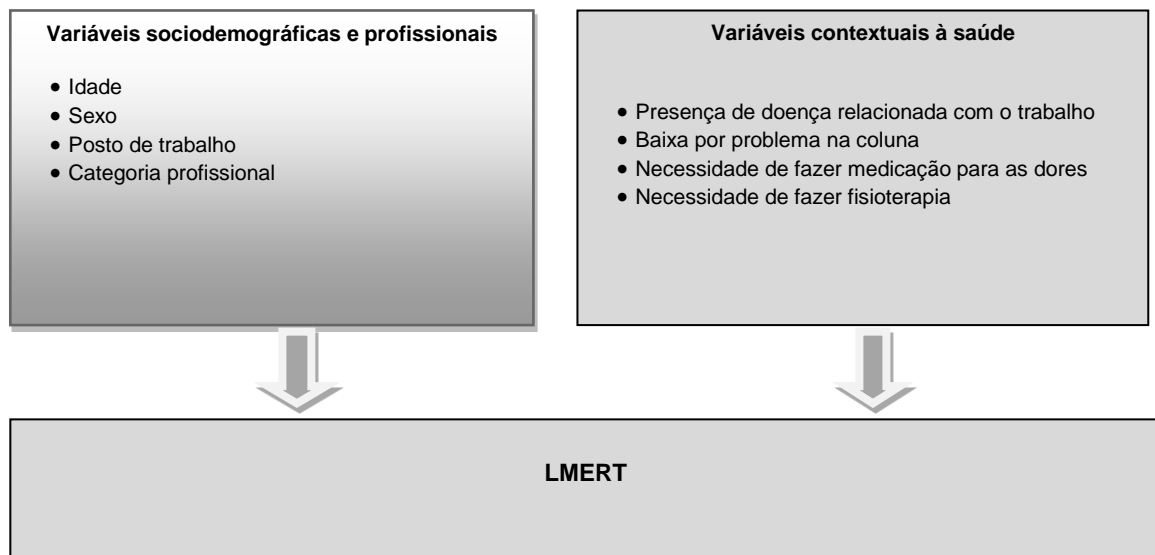 Variáveis sociodemográficas e profissionais
• Idade
• Sexo
• Posto de trabalho
• Categoria profissional
Variáveis contextuais à saúde
• Presença de doença relacionada com o trabalho
• Baixa por problema na coluna
• Necessidade de fazer medicação para as dores
• Necessidade de fazer fisioterapia
LMERT